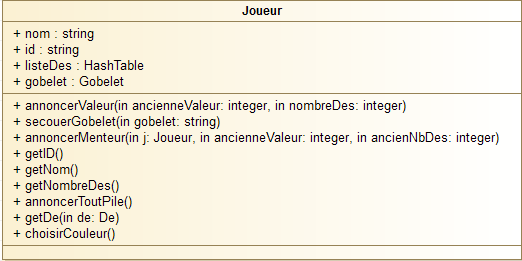 Joueur
+ nom : string
+ id : string
+ listeDes : HashTable
+ gobelet : Gobelet
+ annoncerValeur(in ancienneValeur: integer, in nombreDes: integer)
+ secouerGobelet(in gobelet: string)
+ annoncerMenteur(in j: Joueur, in ancienneValeur: integer, in ancienNbDes: integer)
+ getID()
+ getNom()
+ getNombreDes()
+ annoncerToutPile()
+ getDe(in de: De)
+ choisirCouleur()